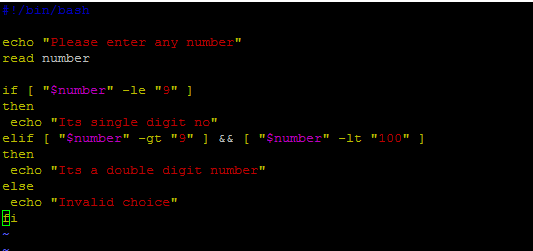 #!/bin/bash
echo "Please enter any number"
read number
if [ "$number" -le "9" ]
then
echo "Its single digit no"
elif [ "$number" -gt "9" ] && [ "$number" -lt "100" ]
then
echo "Its a double digit number"
else
echo "Invalid choice"
fi
~
~